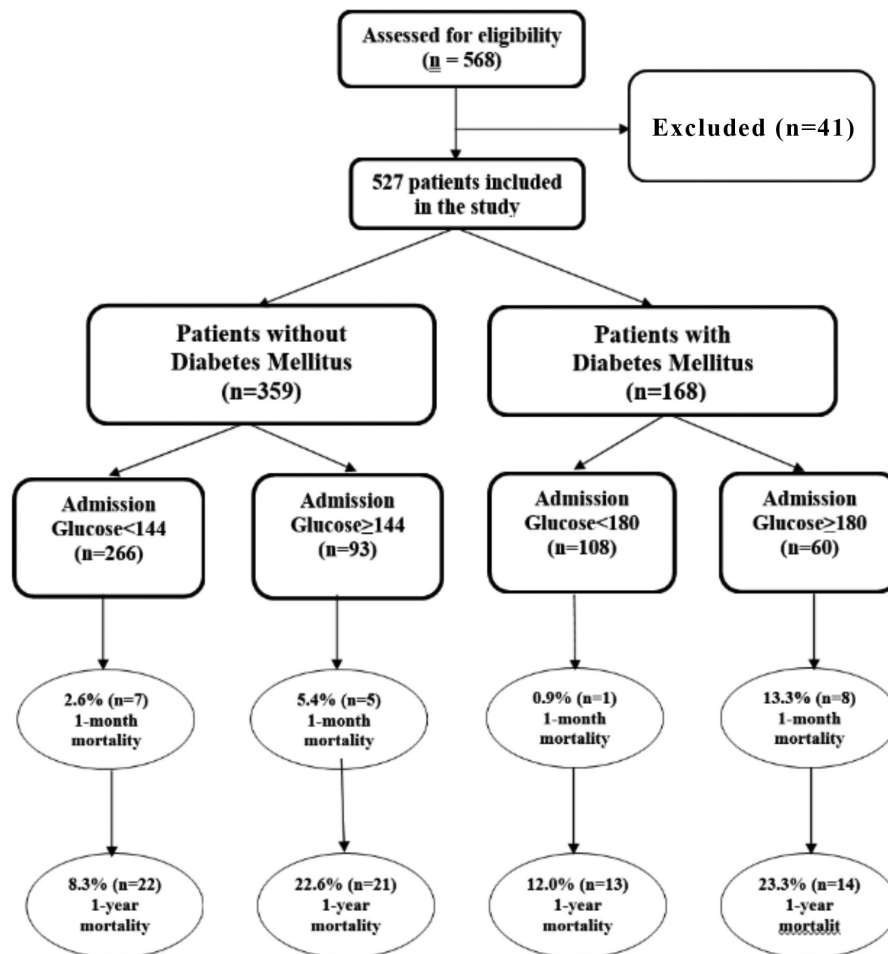 Assessed for eligibility
(n = 568)
Excluded (n=41)
527 patients included
in the study
Patients without
Diabetes Mellitus
(n=359)
Patients with
Diabetes Mellitus
(n=168)
Admission
Glucose<144
(n=266)
Admission
Glucose≥144
(n=93)
Admission
Glucose<180
(n=108)
Admission
Glucose≥180
(n=60)
2.6% (n=7)
1-month
mortality
5.4% (n=5)
1-month
mortality
0.9% (n=1)
1-month
mortality
13.3% (n=8)
1-month
mortality
8.3% (n=22)
1-year
mortality
22.6% (n=21)
1-year
mortality
12.0% (n=13)
1-year
mortality
23.3% (n=14)
1-year
mortalit